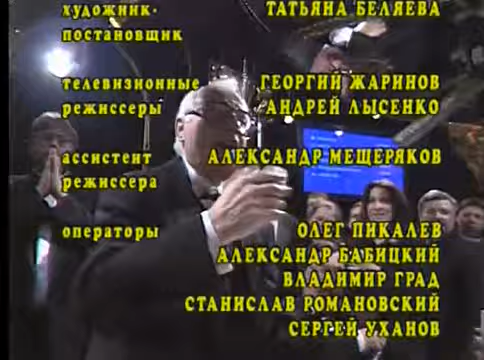 художник- ТАТЬЯНА БЕЛЯЕВА
постановщик
телевизионные ГЕОРГИЙ ЖАРИНОВ
режиссеры АНДРЕЙ ЛЫСЕНКО
ассистент АЛЕКСАНДР МЕЩЕРЯКОВ
режиссера
операторы ОЛЕГ ПИКАЛЕВ
АЛЕКСАНДР БАБИЦКИЙ
ВЛАДИМИР ГРАД
СТАНИСЛАВ РОМАНОВСКИЙ
СЕРГЕЙ УХАНОВ